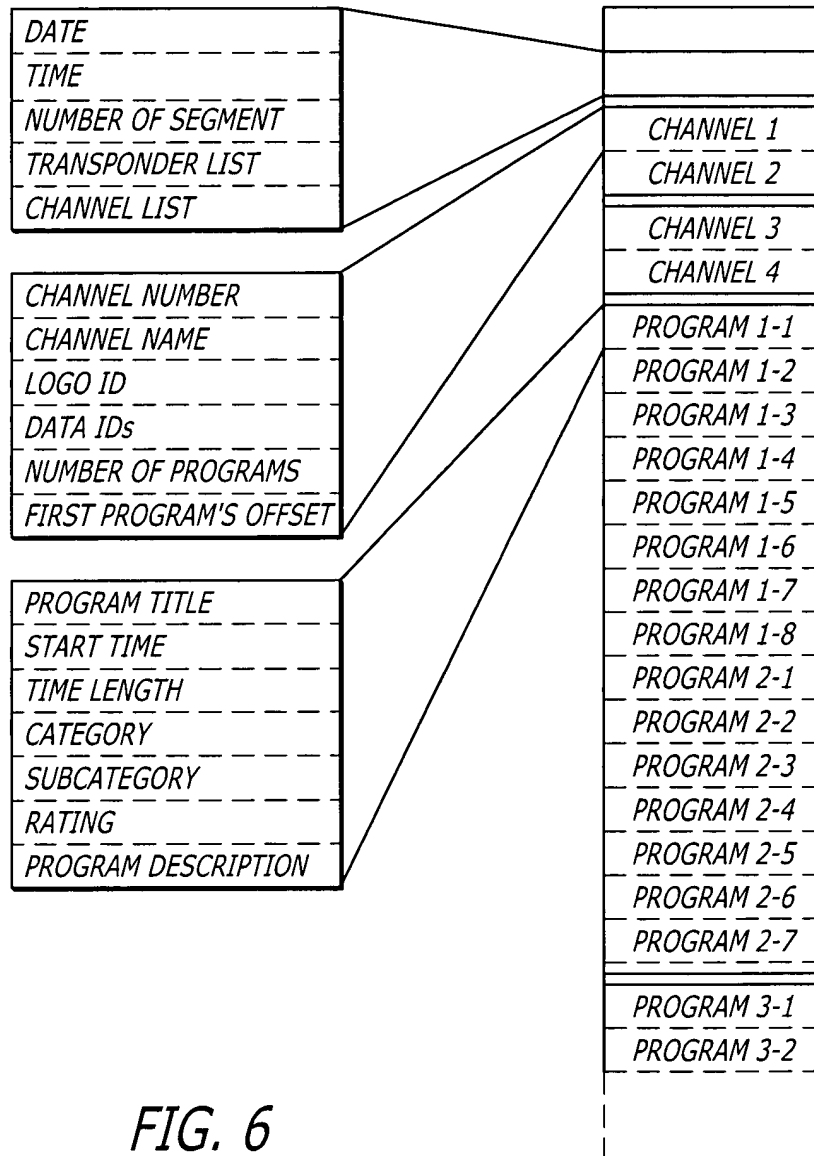 DATE
TIME
NUMBER OF SEGMENT
TRANSPONDER LIST
CHANNEL LIST
CHANNEL NUMBER
CHANNEL NAME
LOGO ID
DATA IDs
NUMBER OF PROGRAMS
FIRST PROGRAM'S OFFSET
PROGRAM TITLE
START TIME
TIME LENGTH
CATEGORY
SUBCATEGORY
RATING
PROGRAM DESCRIPTION
CHANNEL 1
CHANNEL 2
CHANNEL 3
CHANNEL 4
PROGRAM 1-1
PROGRAM 1-2
PROGRAM 1-3
PROGRAM 1-4
PROGRAM 1-5
PROGRAM 1-6
PROGRAM 1-7
PROGRAM 1-8
PROGRAM 2-1
PROGRAM 2-2
PROGRAM 2-3
PROGRAM 2-4
PROGRAM 2-5
PROGRAM 2-6
PROGRAM 2-7
PROGRAM 3-1
PROGRAM 3-2
FIG. 6